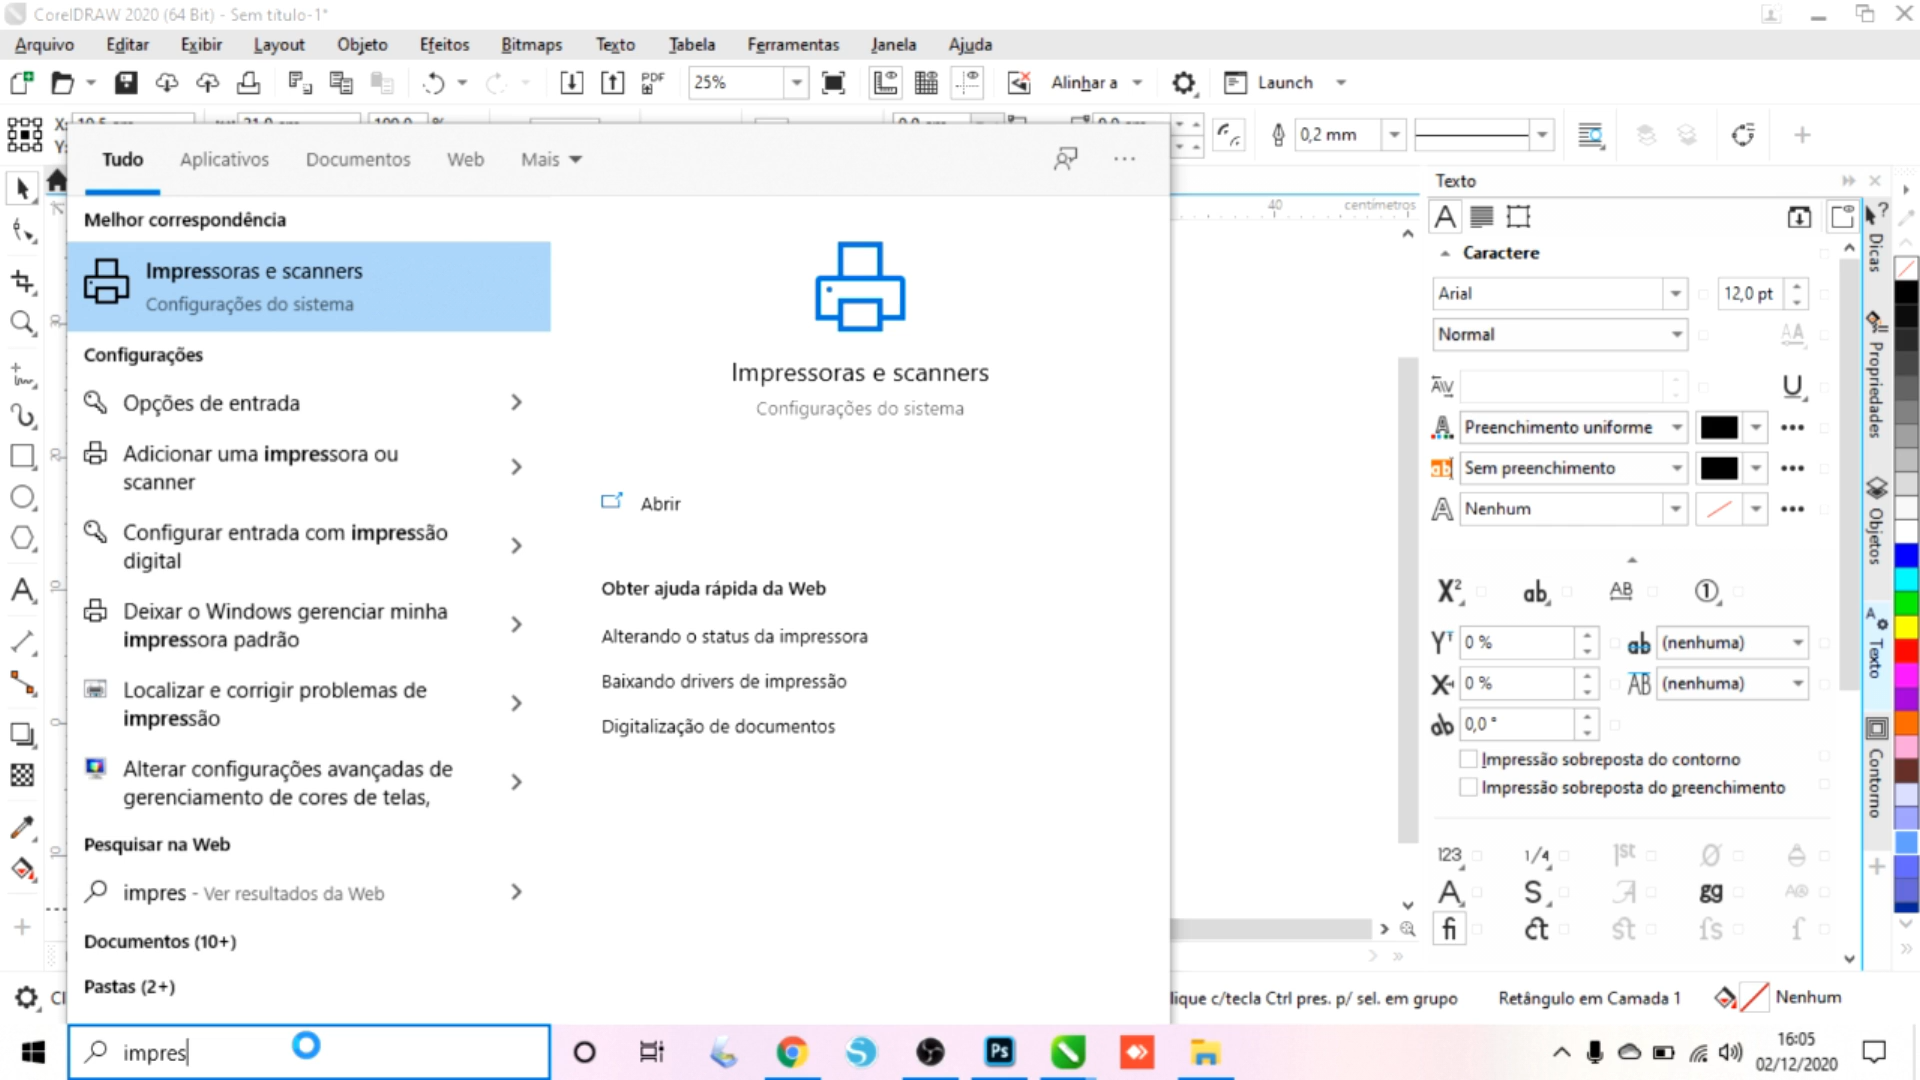 CorelDRAW 2020 (64 Bit) - Sem título-1*
Arquivo Editar Exibir Layout Objeto Efeitos Bitmaps Texto Tabela Ferramentas Janela Ajuda
PDF 25% Alinhar a Launch
X:
Y:
0,2 mm
Tudo Aplicativos Documentos Web Mais
40 centímetros
Melhor correspondência
Impressoras e scanners
Configurações do sistema
Configurações
Opções de entrada
Adicionar uma impressora ou
scanner
Configurar entrada com impressão
digital
Deixar o Windows gerenciar minha
impressora padrão
Localizar e corrigir problemas de
impressão
Alterar configurações avançadas de
gerenciamento de cores de telas,
Pesquisar na Web
impres - Ver resultados da Web
Documentos (10+)
Pastas (2+)
Impressoras e scanners
Configurações do sistema
Abrir
Obter ajuda rápida da Web
Alterando o status da impressora
Baixando drivers de impressão
Digitalização de documentos
Texto
Caractere
Arial 12,0 pt
Normal
Preenchimento uniforme
Sem preenchimento
Nenhum
0 % (nenhuma)
0 % (nenhuma)
0,0 °
Impressão sobreposta do contorno
Impressão sobreposta do preenchimento
123 1/4 1st
Dicas
Propriedades
Objetos
Texto
Contorno
lique c/tecla Ctrl pres. p/ sel. em grupo Retângulo em Camada 1 Nenhum
impres
Ps
16:05
02/12/2020